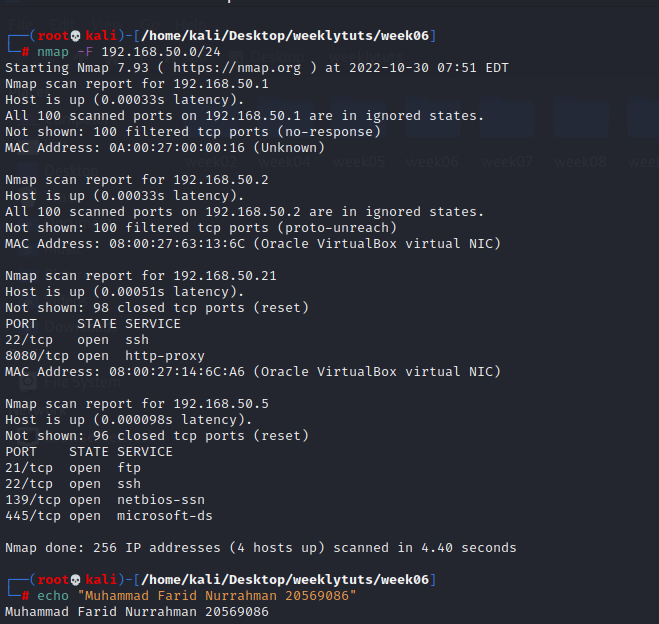 ┌──(root💀kali)-[/home/kali/Desktop/weeklytuts/week06]
└─# nmap -F 192.168.50.0/24
Starting Nmap 7.93 ( https://nmap.org ) at 2022-10-30 07:51 EDT
Nmap scan report for 192.168.50.1
Host is up (0.00033s latency).
All 100 scanned ports on 192.168.50.1 are in ignored states.
Not shown: 100 filtered tcp ports (no-response)
MAC Address: 0A:00:27:00:00:16 (Unknown)

Nmap scan report for 192.168.50.2
Host is up (0.00033s latency).
All 100 scanned ports on 192.168.50.2 are in ignored states.
Not shown: 100 filtered tcp ports (proto-unreach)
MAC Address: 08:00:27:63:13:6C (Oracle VirtualBox virtual NIC)

Nmap scan report for 192.168.50.21
Host is up (0.00051s latency).
Not shown: 98 closed tcp ports (reset)
PORT     STATE SERVICE
22/tcp   open  ssh
8080/tcp open  http-proxy
MAC Address: 08:00:27:14:6C:A6 (Oracle VirtualBox virtual NIC)

Nmap scan report for 192.168.50.5
Host is up (0.000098s latency).
Not shown: 96 closed tcp ports (reset)
PORT    STATE SERVICE
21/tcp  open  ftp
22/tcp  open  ssh
139/tcp open  netbios-ssn
445/tcp open  microsoft-ds

Nmap done: 256 IP addresses (4 hosts up) scanned in 4.40 seconds

┌──(root💀kali)-[/home/kali/Desktop/weeklytuts/week06]
└─# echo "Muhammad Farid Nurrahman 20569086"
Muhammad Farid Nurrahman 20569086